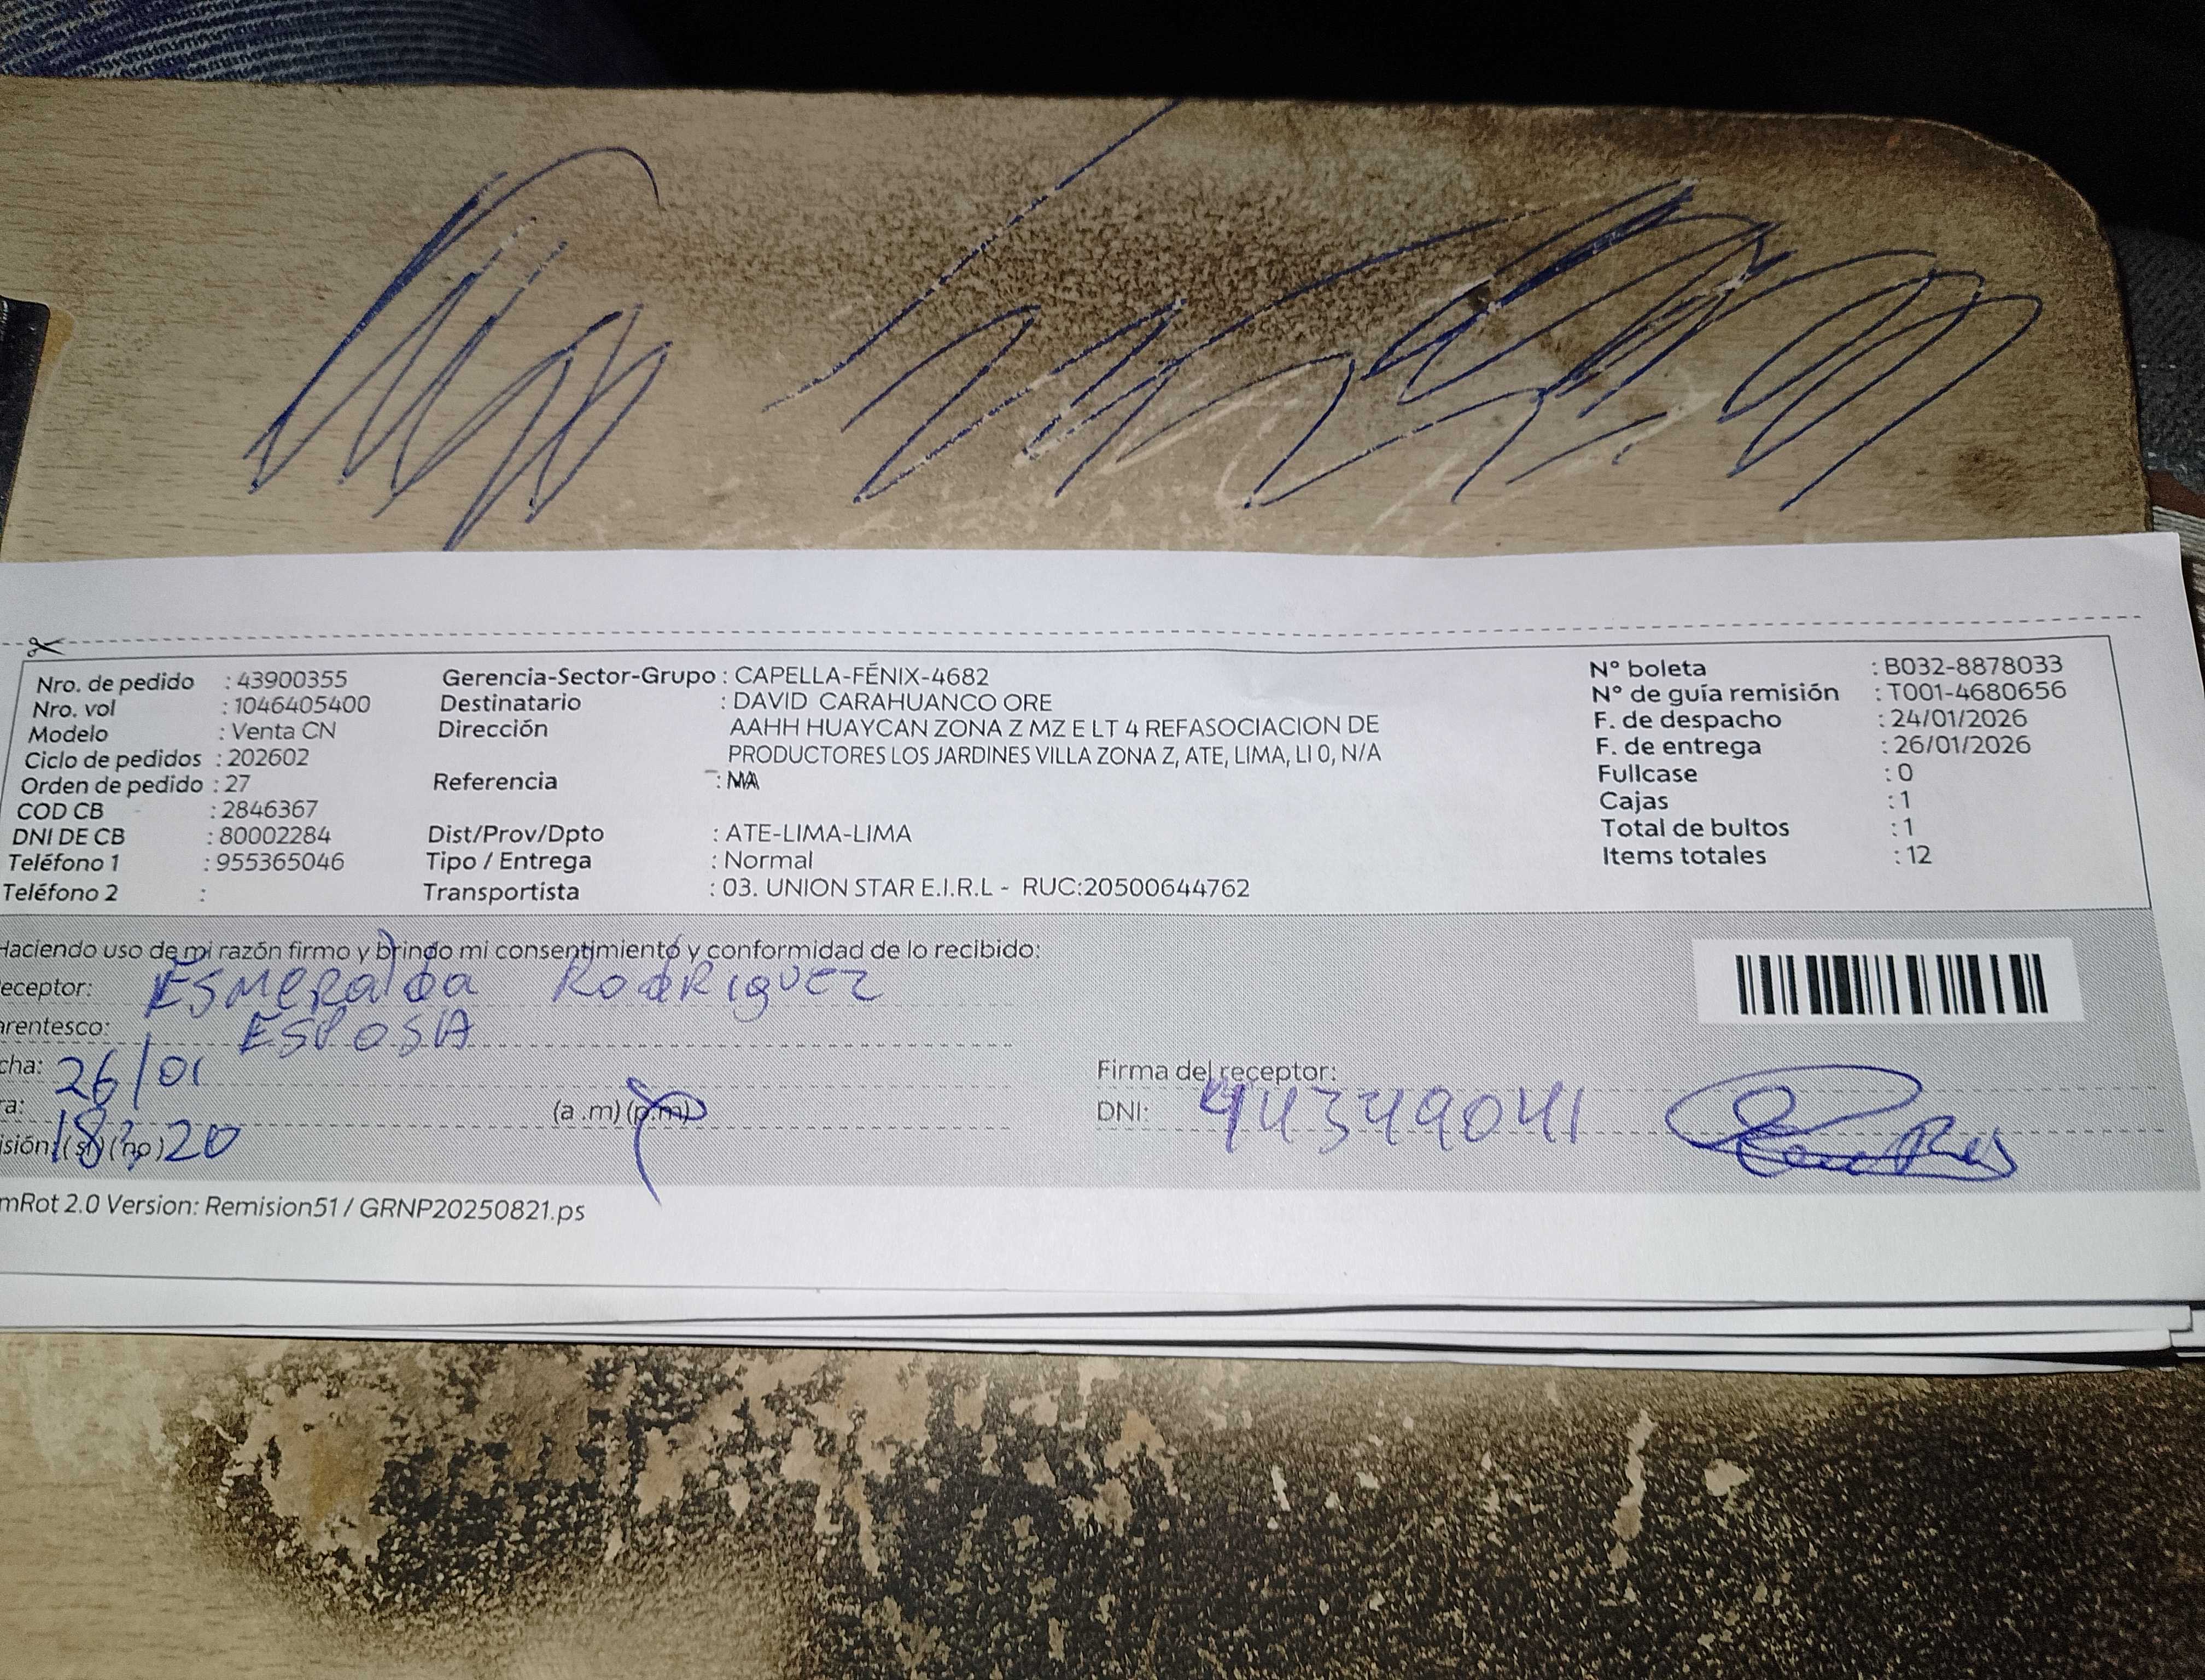 Nro. de pedido : 43900355
Nro. vol : 1046405400
Modelo : Venta CN
Ciclo de pedidos : 202602
Orden de pedido : 27
COD CB : 2846367
DNI DE CB : 80002284
Teléfono 1 : 955365046
Teléfono 2 :
Gerencia-Sector-Grupo : CAPELLA-FÉNIX-4682
Destinatario : DAVID CARAHUANCO ORE
Dirección AAHH HUAYCAN ZONA Z MZ E LT 4 REFASOCIACION DE
PRODUCTORES LOS JARDINES VILLA ZONA Z, ATE, LIMA, LI 0, N/A
Referencia :
Dist/Prov/Dpto : ATE-LIMA-LIMA
Tipo / Entrega : Normal
Transportista : 03. UNION STAR E.I.R.L - RUC:20500644762
N° boleta : B032-8878033
N° de guía remisión : T001-4680656
F. de despacho : 24/01/2026
F. de entrega : 26/01/2026
Fullcase : 0
Cajas : 1
Total de bultos : 1
Items totales : 12
Haciendo uso de mi razón firmo y brindo mi consentimiento y conformidad de lo recibido:
eceptor: ESMERalda RodRiguez
arentesco: ESPOSA
cha: 26/01
ra: (a .m) (p.m)
isión: (si) (no) 18:20
Firma del receptor:
DNI: 44349041
mRot 2.0 Version: Remision51 / GRNP20250821.ps